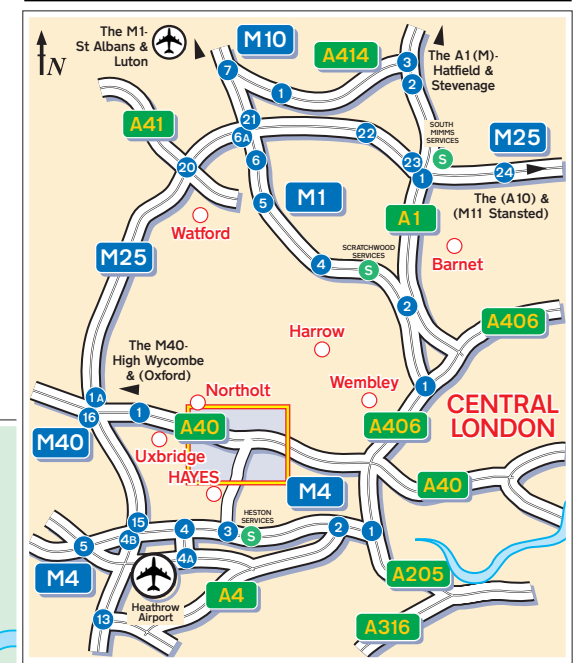 The M1-
St Albans &
Luton
M10
A414
The A1 (M)-
Hatfield &
Stevenage
N
7
1
3
2
A41
21
6A
22
SOUTH
MIMMS
SERVICES
S
M25
20
6
23
1
24
M1
5
The (A10) &
(M11 Stansted)
A1
Watford
SCRATCHWOOD
SERVICES
Barnet
M25
4
S
2
A406
The M40-
High Wycombe
& (Oxford)
Harrow
1A
Northolt
Wembley
1
16
1
A40
A406
CENTRAL
LONDON
M40
Uxbridge
HAYES
M4
A40
HESTON
SERVICES
15
4
3
S
2
1
5
4B
4A
M4
A205
Heathrow
Airport
A4
13
A316